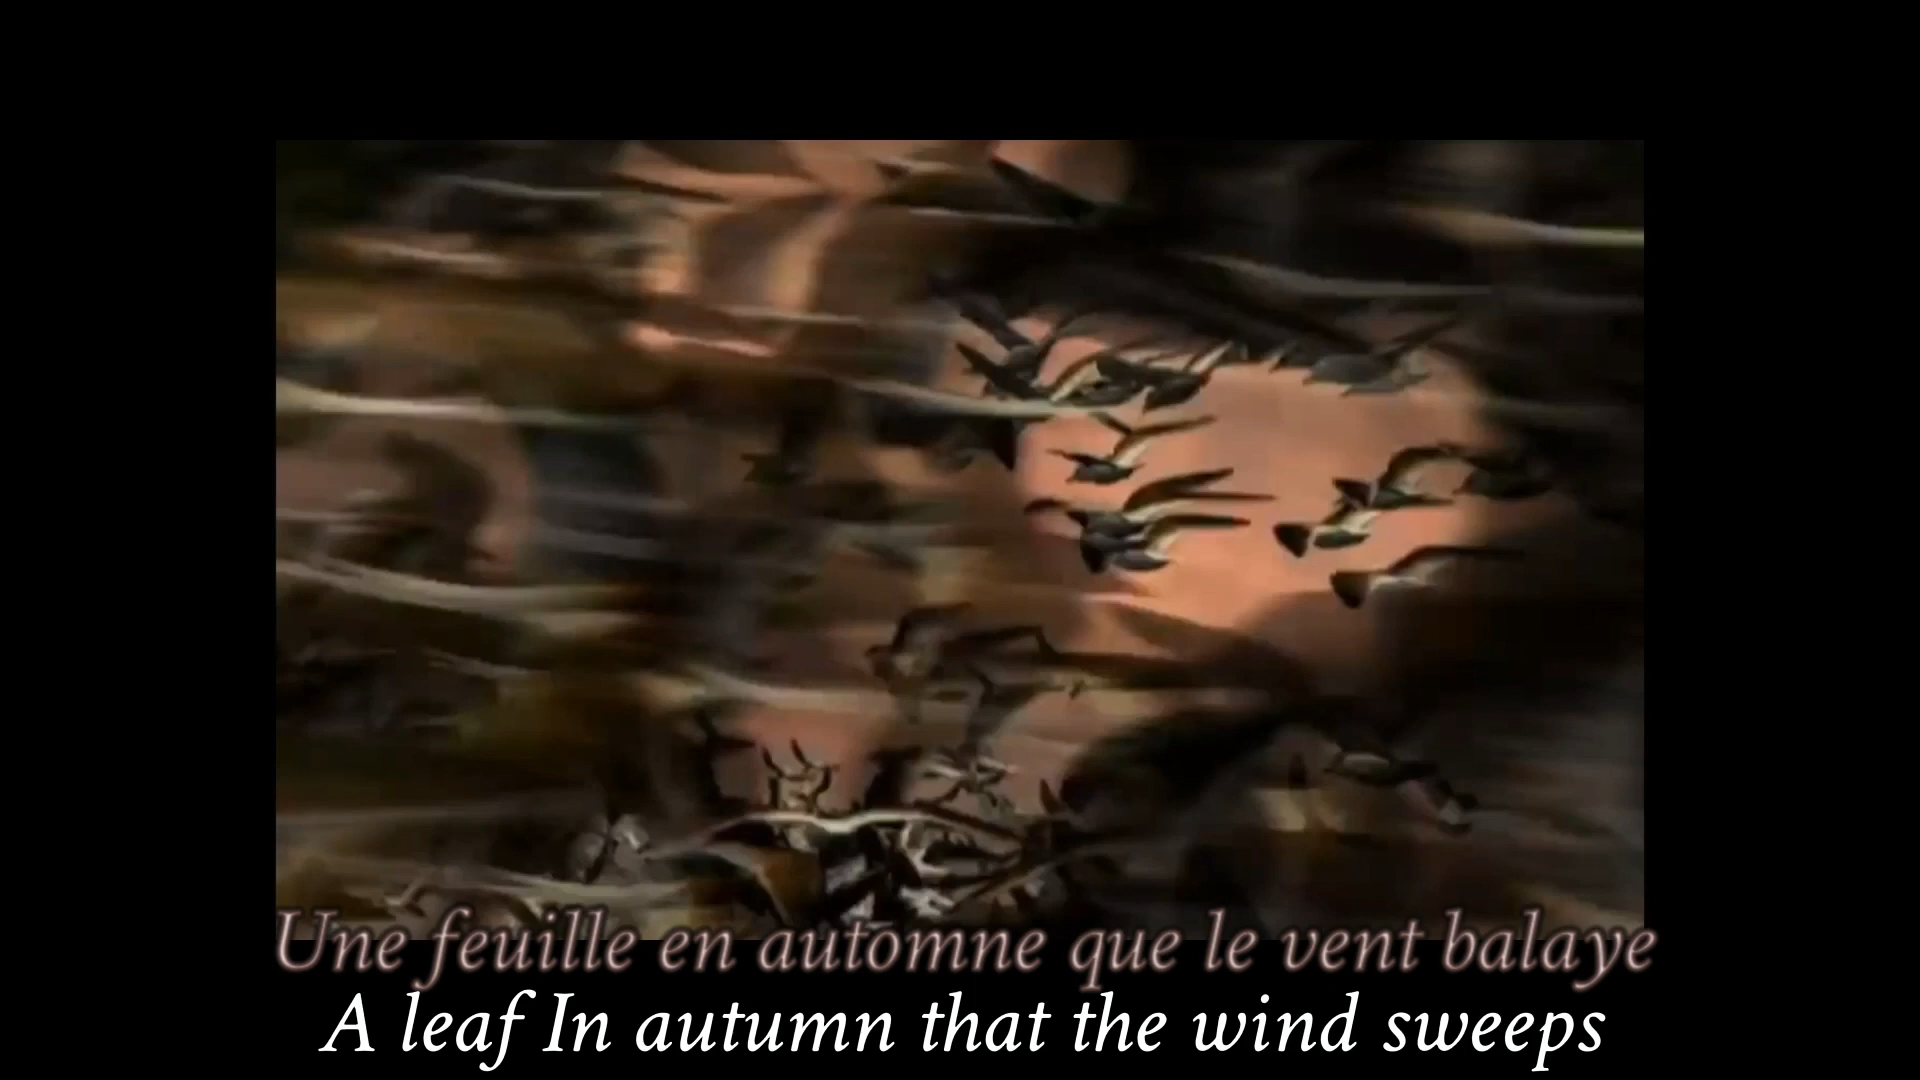 Une feuille en automne que le vent balaye
A leaf In autumn that the wind sweeps